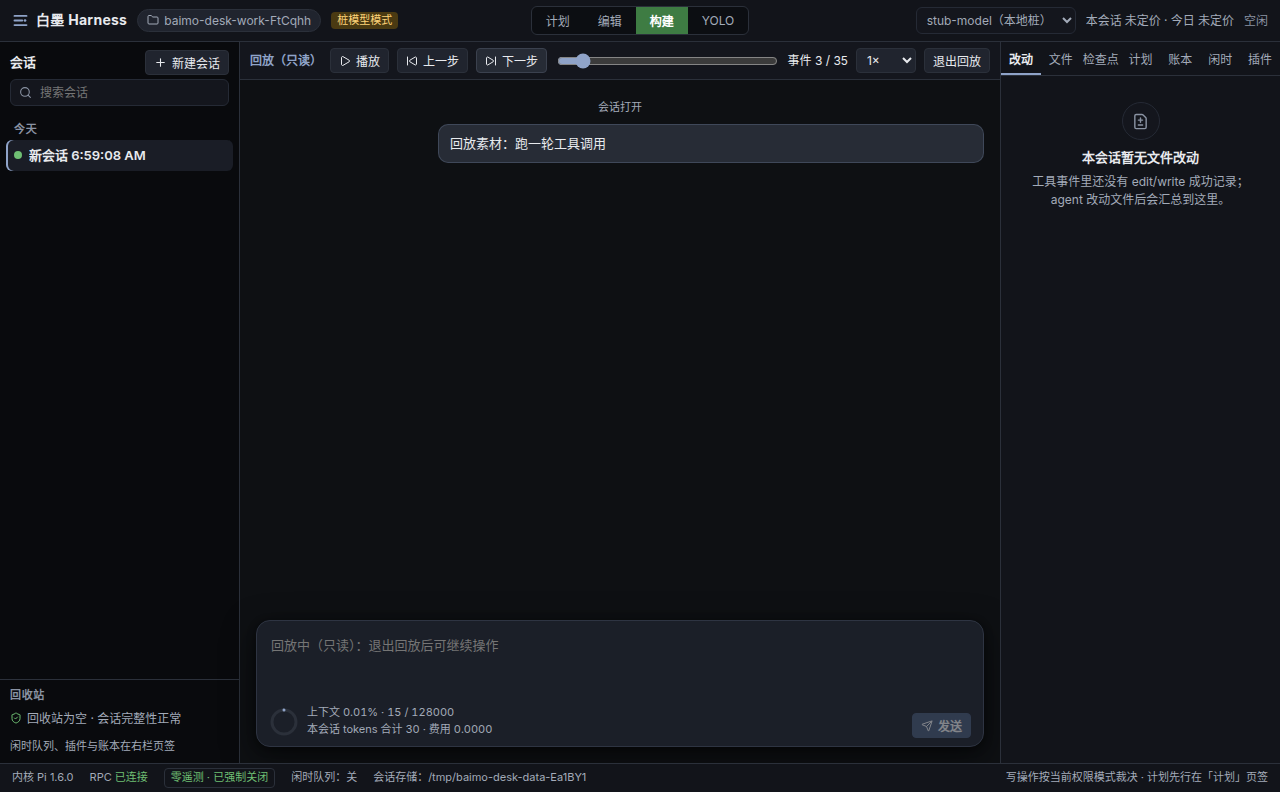 白墨 Harness
baimo-desk-work-FtCqhh
桩模型模式
计划 编辑 构建 YOLO
stub-model（本地桩）
本会话 未定价 · 今日 未定价 空闲
会话
新建会话
搜索会话
今天
新会话 6:59:08 AM
回收站
回收站为空 · 会话完整性正常
闲时队列、插件与账本在右栏页签
回放（只读） 播放 上一步 下一步 事件 3 / 35 1× 退出回放
会话打开
回放素材：跑一轮工具调用
回放中（只读）：退出回放后可继续操作
上下文 0.01% · 15 / 128000
本会话 tokens 合计 30 · 费用 0.0000
发送
改动 文件 检查点 计划 账本 闲时 插件
本会话暂无文件改动
工具事件里还没有 edit/write 成功记录；
agent 改动文件后会汇总到这里。
内核 Pi 1.6.0 RPC 已连接 零遥测 · 已强制关闭 闲时队列：关 会话存储：/tmp/baimo-desk-data-Ea1BY1
写操作按当前权限模式裁决 · 计划先行在「计划」页签